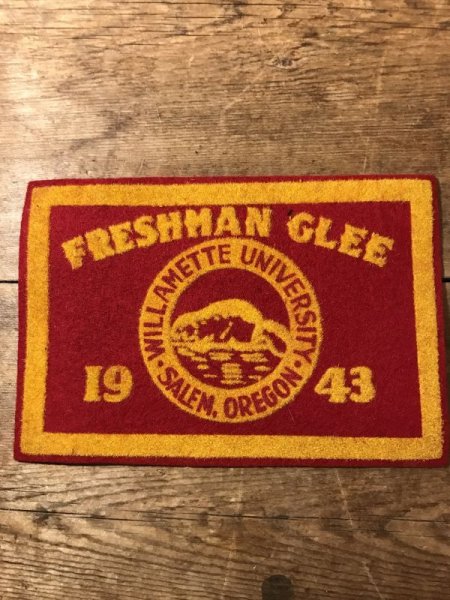 FRESHMAN GLEE
WILLAMETTE UNIVERSITY
• SALEM, OREGON •
19 43